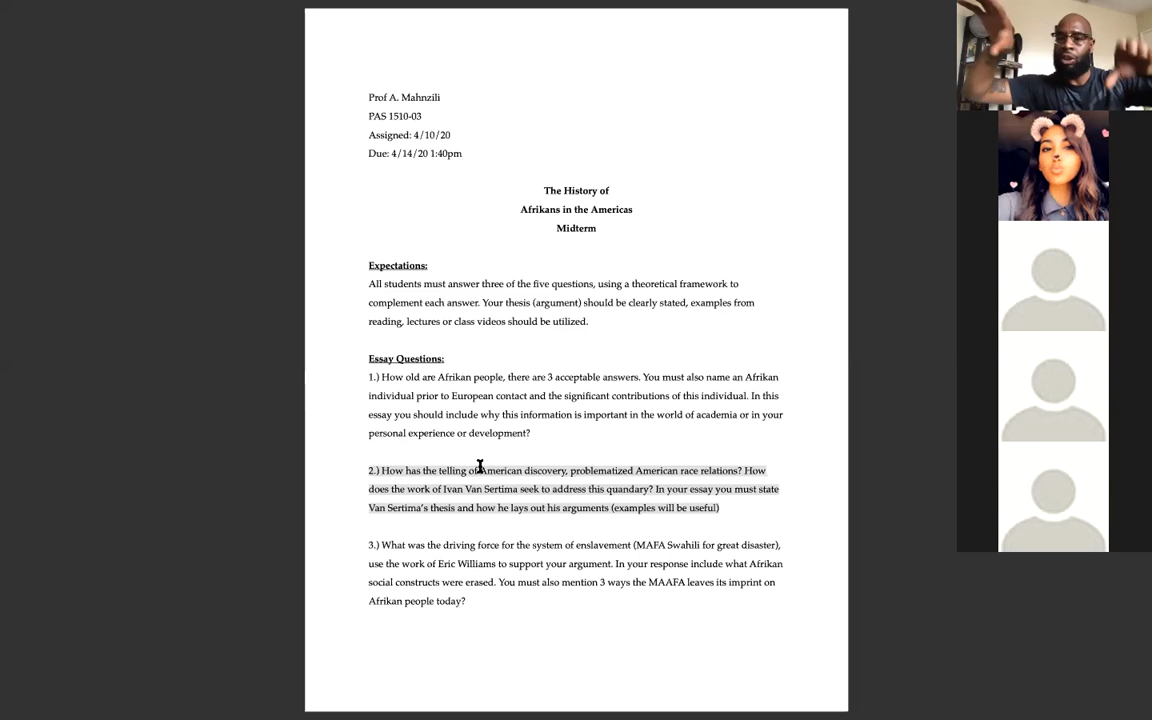 Prof A. Mahnzili
PAS 1510-03
Assigned: 4/10/20
Due: 4/14/20 1:40pm
The History of
Afrikans in the Americas
Midterm
Expectations:
All students must answer three of the five questions, using a theoretical framework to
complement each answer. Your thesis (argument) should be clearly stated, examples from
reading, lectures or class videos should be utilized.
Essay Questions:
1.) How old are Afrikan people, there are 3 acceptable answers. You must also name an Afrikan
individual prior to European contact and the significant contributions of this individual. In this
essay you should include why this information is important in the world of academia or in your
personal experience or development?
2.) How has the telling of American discovery, problematized American race relations? How
does the work of Ivan Van Sertima seek to address this quandary? In your essay you must state
Van Sertima's thesis and how he lays out his arguments (examples will be useful)
3.) What was the driving force for the system of enslavement (MAFA Swahili for great disaster),
use the work of Eric Williams to support your argument. In your response include what Afrikan
social constructs were erased. You must also mention 3 ways the MAAFA leaves its imprint on
Afrikan people today?